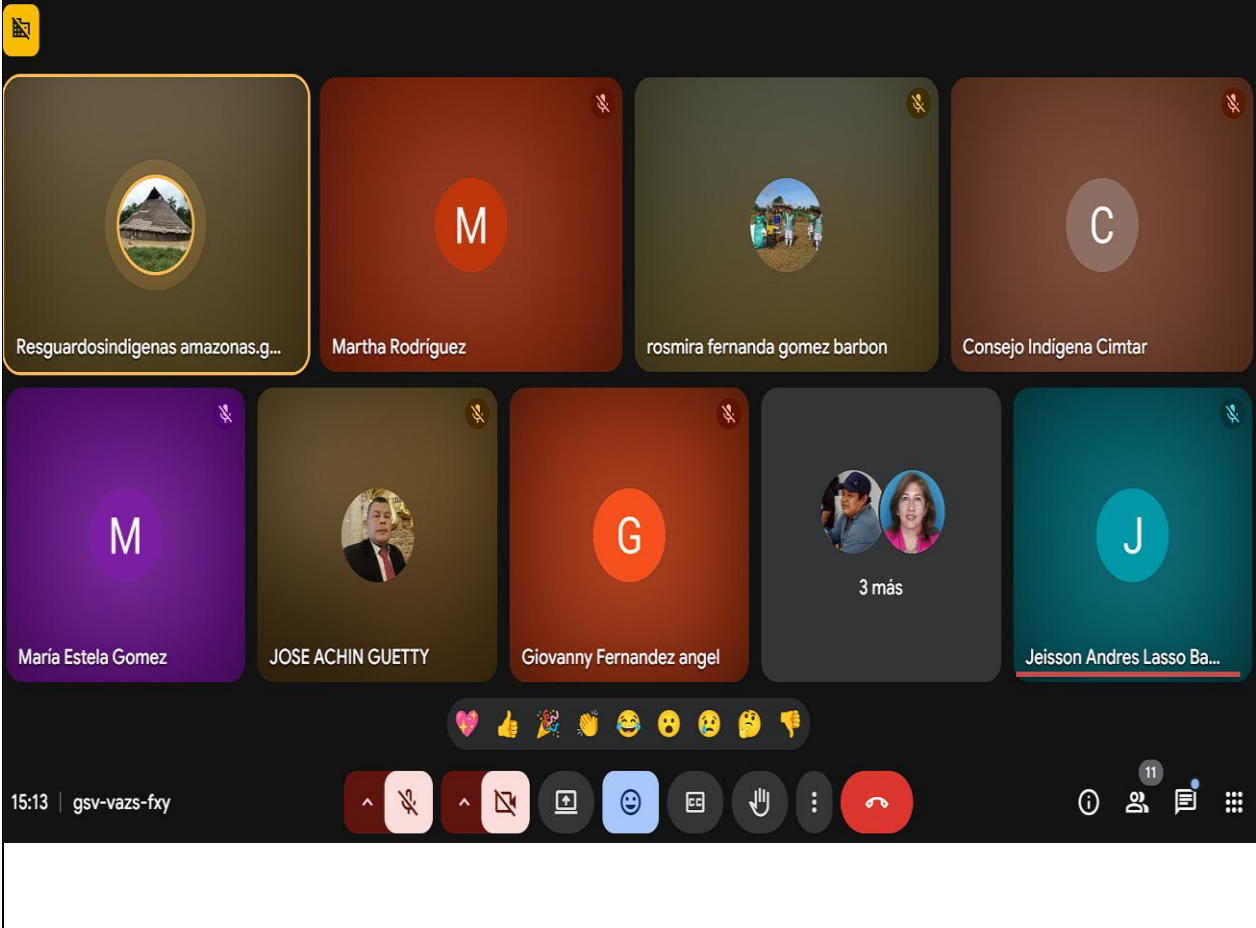 Resguardosindigenas amazonas.g...
M
Martha Rodríguez
rosmira fernanda gomez barbon
C
Consejo Indígena Cimtar
M
María Estela Gomez
JOSE ACHIN GUETTY
G
Giovanny Fernandez angel
3 más
J
Jeisson Andres Lasso Ba...
15:13 | gsv-vazs-fxy
CC
11